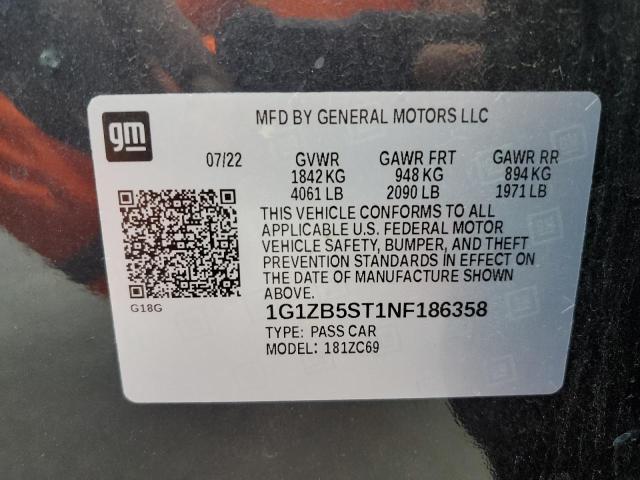 gm
MFD BY GENERAL MOTORS LLC
07/22 GVWR GAWR FRT GAWR RR
1842 KG 948 KG 894 KG
4061 LB 2090 LB 1971 LB
THIS VEHICLE CONFORMS TO ALL
APPLICABLE U.S. FEDERAL MOTOR
VEHICLE SAFETY, BUMPER, AND THEFT
PREVENTION STANDARDS IN EFFECT ON
THE DATE OF MANUFACTURE SHOWN
ABOVE.
G18G
1G1ZB5ST1NF186358
TYPE: PASS CAR
MODEL: 181ZC69